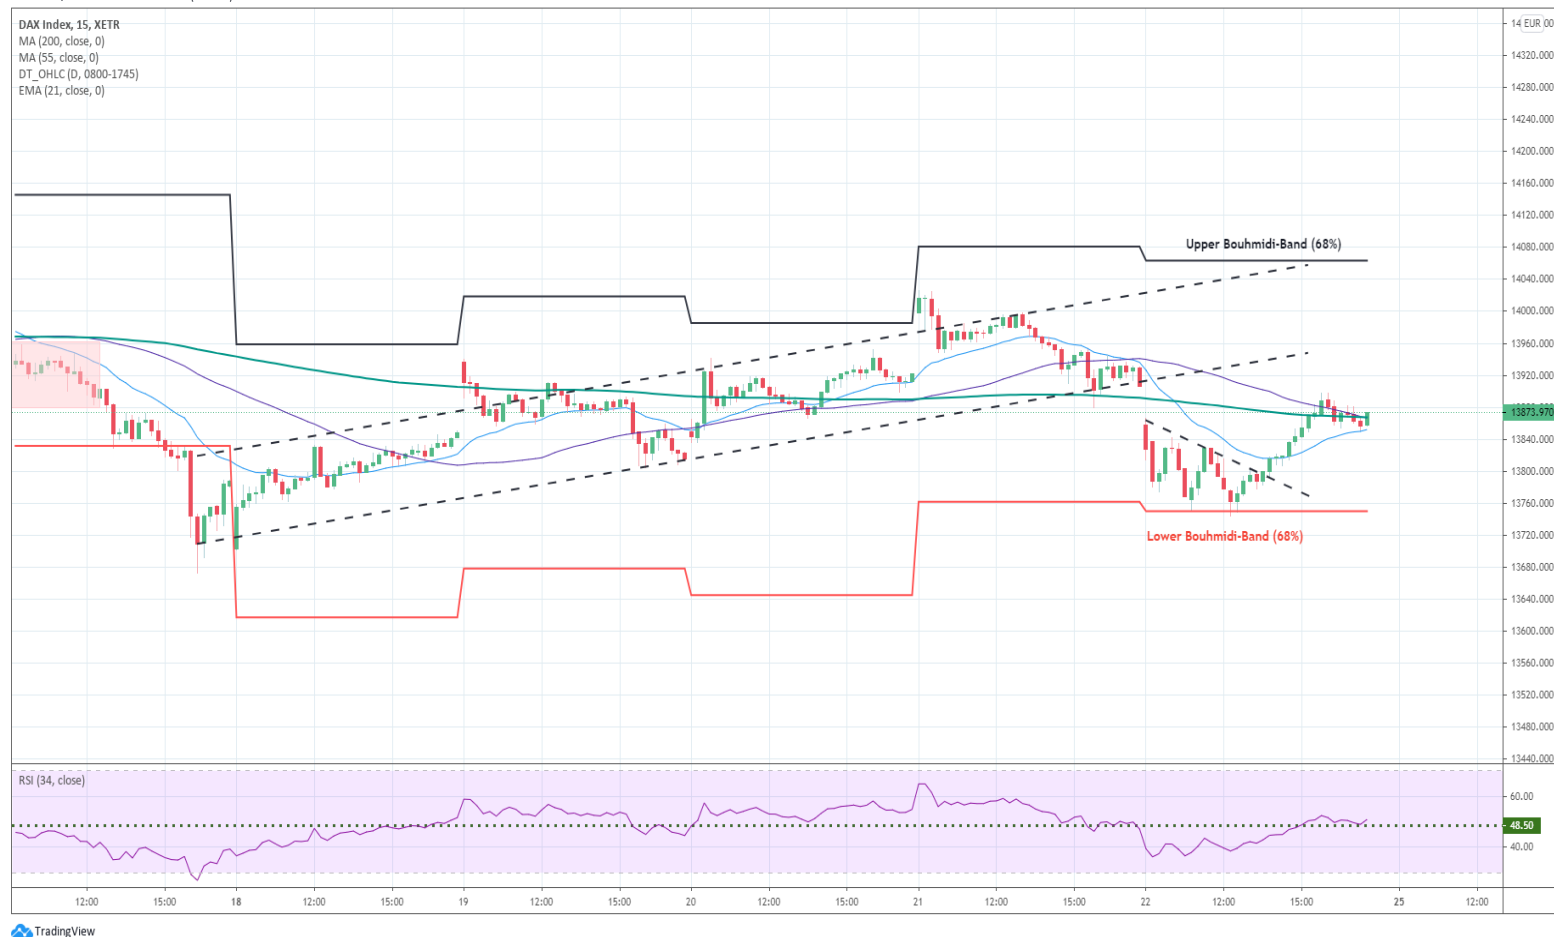 DAX Index, 15, XETR
MA (200, close, 0)
MA (55, close, 0)
DT_OHLC (D, 0800-1745)
EMA (21, close, 0)
EUR
14320.000
14280.000
14240.000
14200.000
14160.000
14120.000
14080.000
14040.000
14000.000
13960.000
13920.000
13873.970
13840.000
13800.000
13760.000
13720.000
13680.000
13640.000
13600.000
13560.000
13520.000
13480.000
13440.000
Upper Bouhmidi-Band (68%)
Lower Bouhmidi-Band (68%)
RSI (34, close)
60.00
48.50
40.00
12:00 15:00 18 12:00 15:00 19 12:00 15:00 20 12:00 15:00 21 12:00 15:00 22 12:00 15:00 25 12:00
TradingView